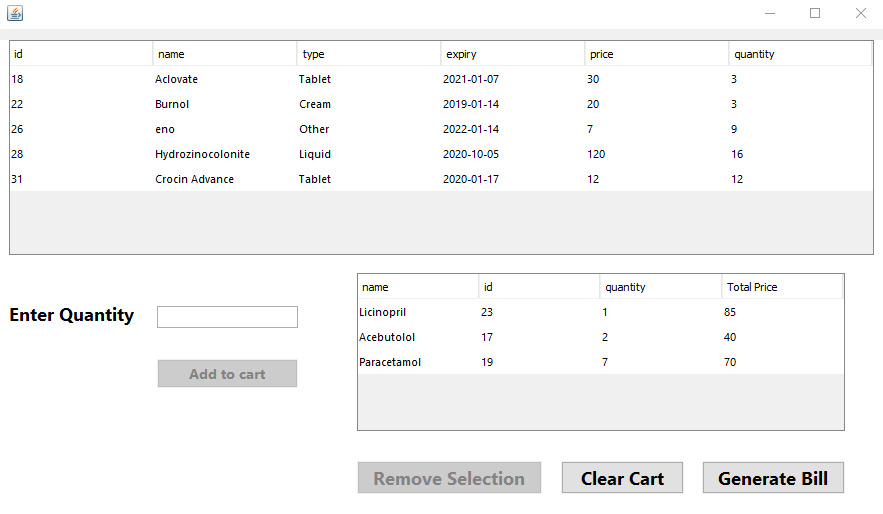 id name type expiry price quantity
18 Aclovate Tablet 2021-01-07 30 3
22 Burnol Cream 2019-01-14 20 3
26 eno Other 2022-01-14 7 9
28 Hydrozinocolonite Liquid 2020-10-05 120 16
31 Crocin Advance Tablet 2020-01-17 12 12
Enter Quantity
Add to cart
name id quantity Total Price
Licinopril 23 1 85
Acebutolol 17 2 40
Paracetamol 19 7 70
Remove Selection Clear Cart Generate Bill